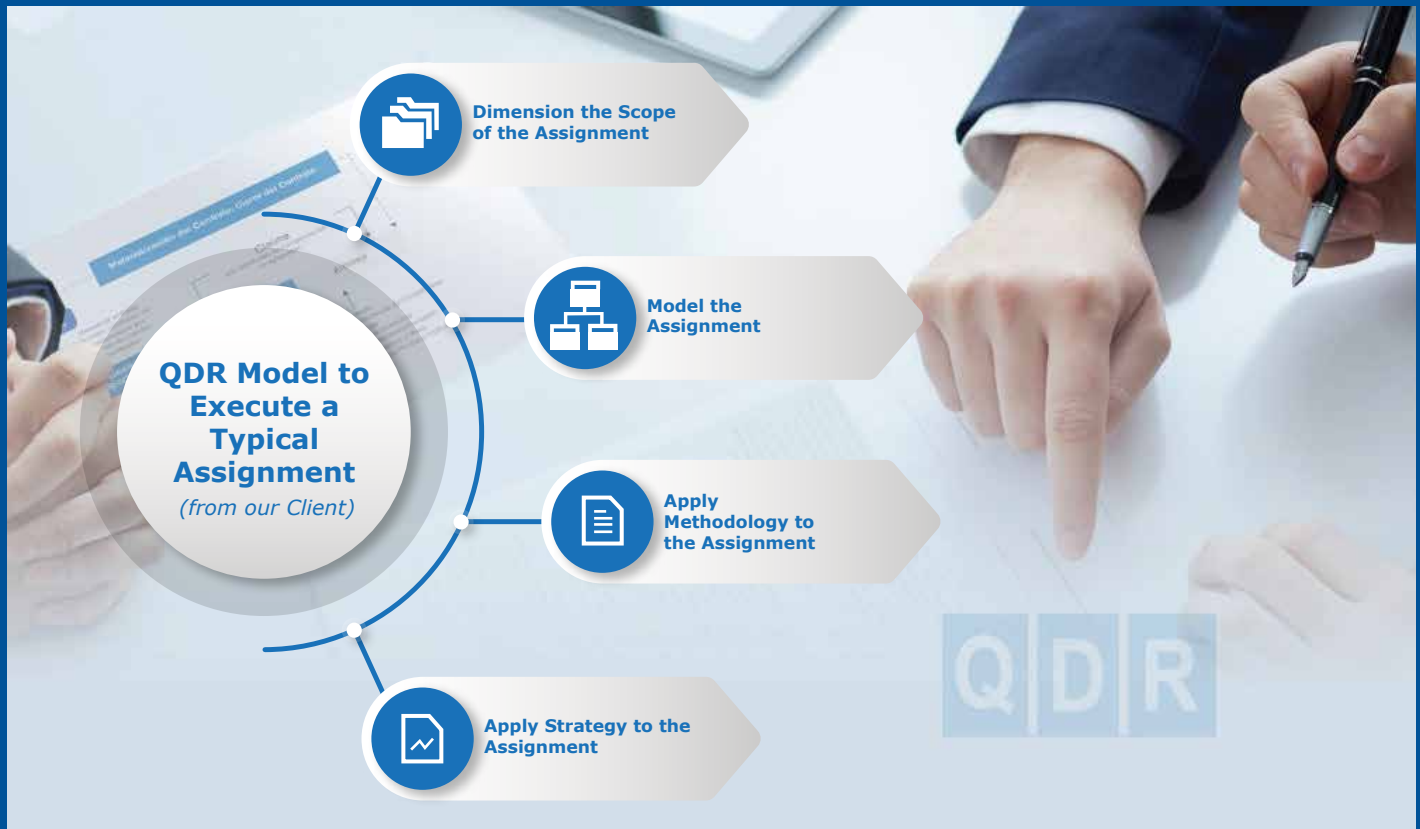 QDR Model to
Execute a
Typical
Assignment
(from our Client)
Dimension the Scope
of the Assignment
Model the
Assignment
Apply
Methodology to
the Assignment
Apply Strategy to the
Assignment
QDR